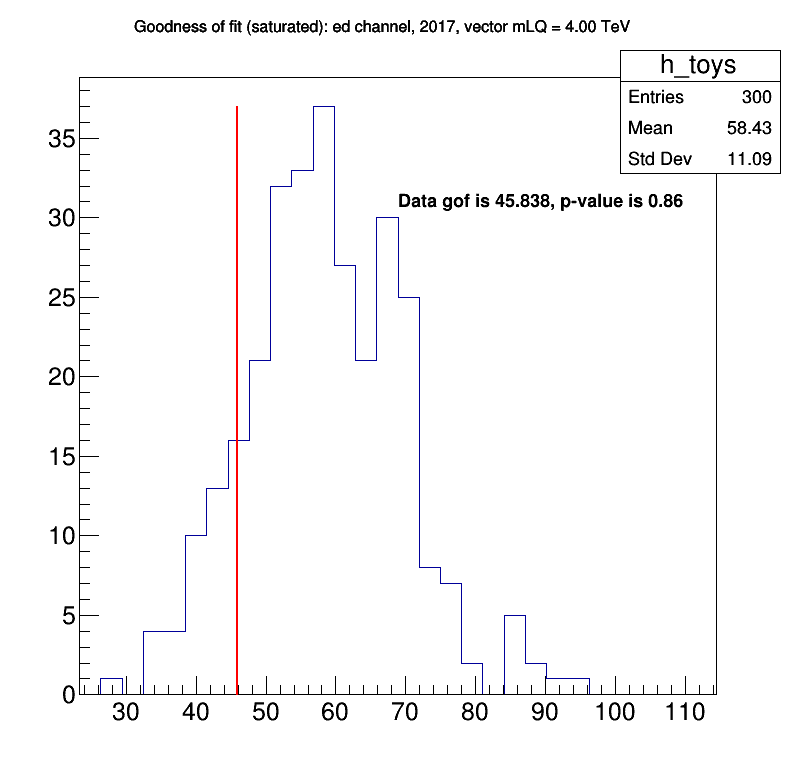 Goodness of fit (saturated): ed channel, 2017, vector mLQ = 4.00 TeV
h_toys
Entries 300
Mean 58.43
Std Dev 11.09
Data gof is 45.838, p-value is 0.86
35
30
25
20
15
10
5
0
30 40 50 60 70 80 90 100 110